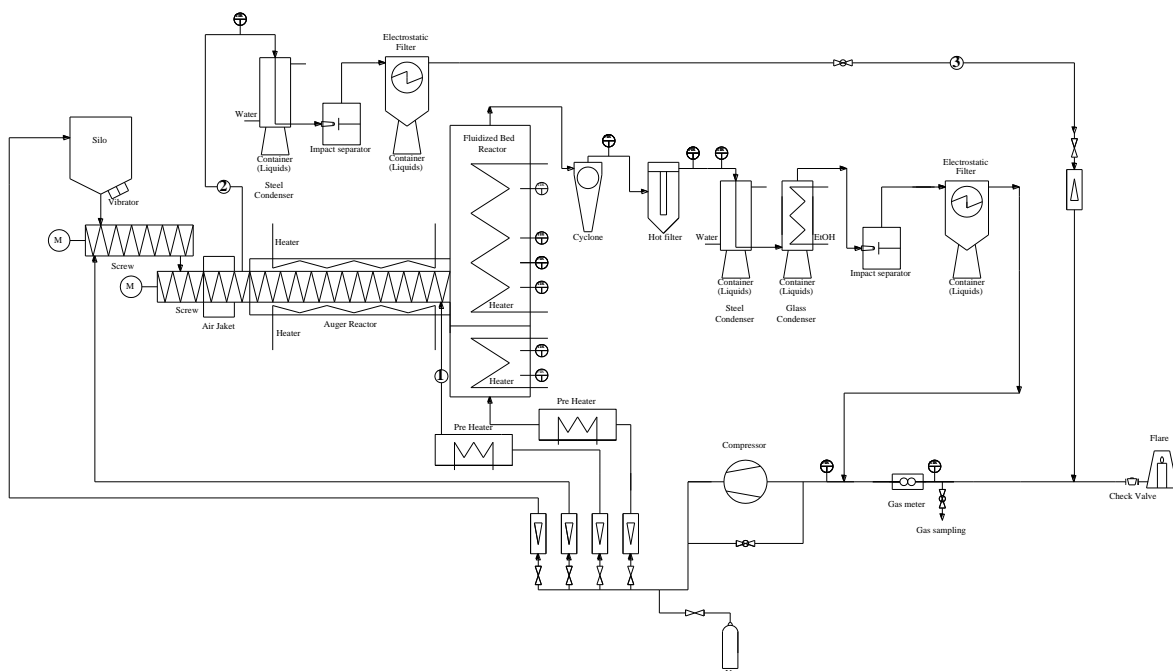 Electrostatic
Filter
3
Water
Impact separator
Container
(Liquids)
Container
(Liquids)
Steel
Condenser
Silo
Vibrator
2
M
Screw
Heater
M
Screw
Air Jaket
Auger Reactor
Heater
Fluidized Bed
Reactor
Heater
Heater
1
Cyclone
Hot filter
Water
Container
(Liquids)
Steel
Condenser
EtOH
Container
(Liquids)
Glass
Condenser
Impact separator
Electrostatic
Filter
Container
(Liquids)
Pre Heater
Pre Heater
Compressor
Gas meter
Gas sampling
Check Valve
Flare